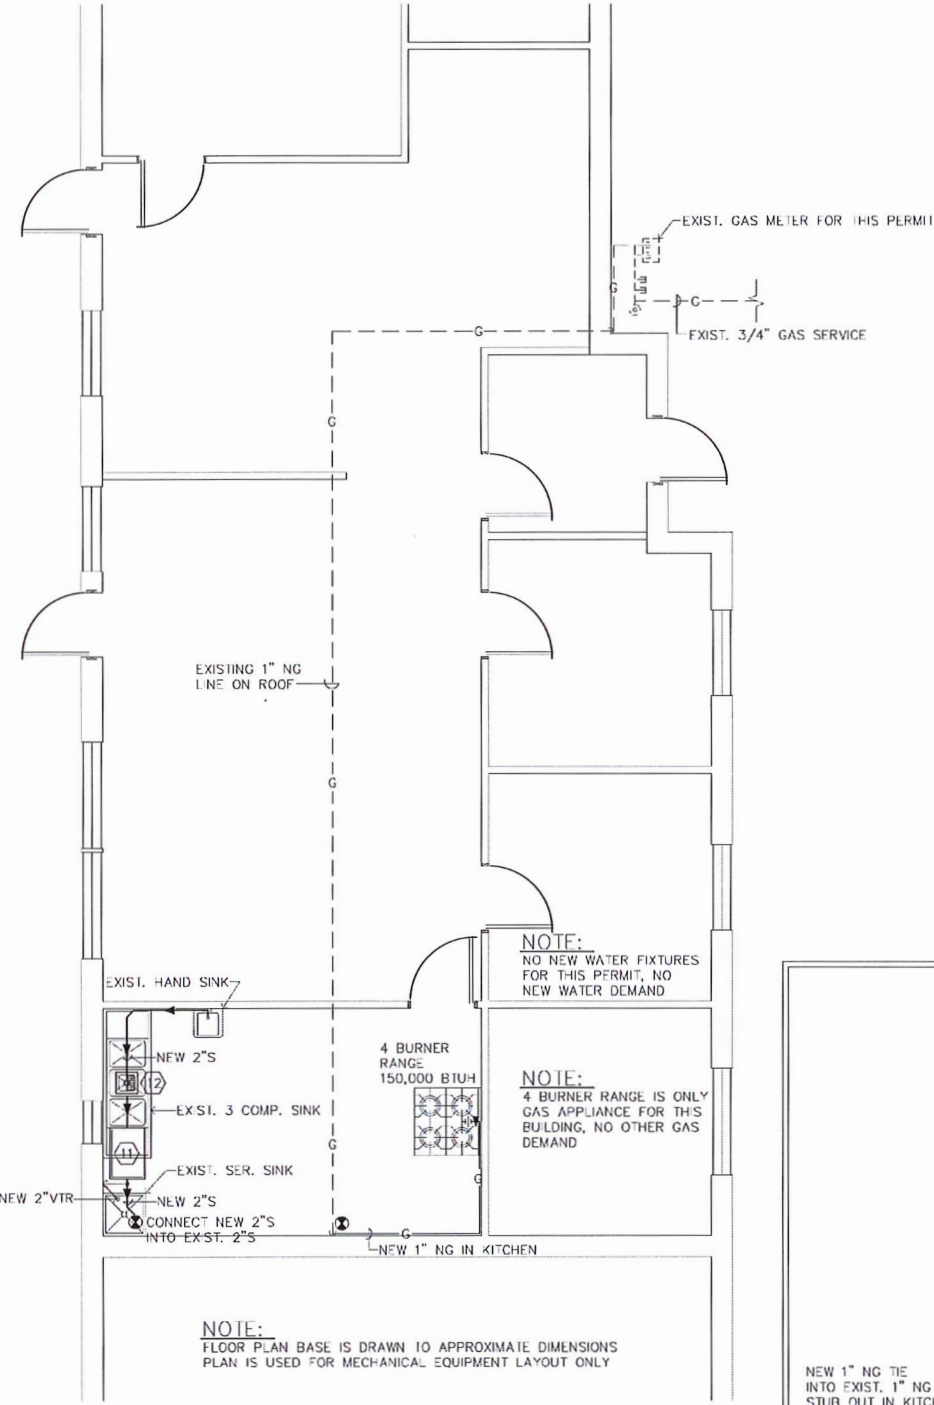 EXIST. GAS METER FOR THIS PERMIT
G
G
G
EXIST. 3/4" GAS SERVICE
G
EXISTING 1" NG
LINE ON ROOF
G
NOTE:
NO NEW WATER FIXTURES
FOR THIS PERMIT, NO
NEW WATER DEMAND
EXIST. HAND SINK
4 BURNER
RANGE
150,000 BTUH
NEW 2"S
12
EXIST. 3 COMP. SINK
11
NOTE:
4 BURNER RANGE IS ONLY
GAS APPLIANCE FOR THIS
BUILDING, NO OTHER GAS
DEMAND
G
EXIST. SER. SINK
G
NEW 2"VTR
NEW 2"S
CONNECT NEW 2"S
INTO EXIST. 2"S
G
NEW 1" NG IN KITCHEN
NOTE:
FLOOR PLAN BASE IS DRAWN TO APPROXIMATE DIMENSIONS
PLAN IS USED FOR MECHANICAL EQUIPMENT LAYOUT ONLY
NEW 1" NG TIE
INTO EXIST. 1" NG
STUB OUT IN KITCH